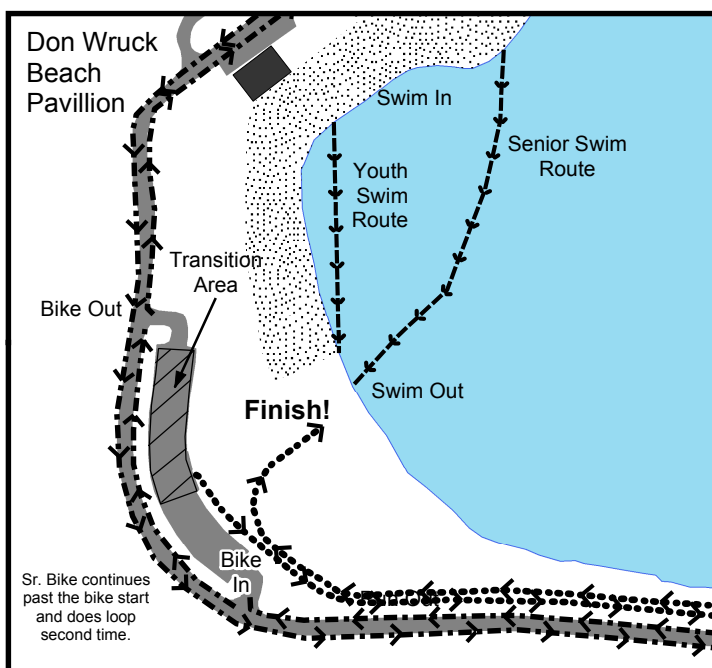 Don Wruck
Beach
Pavillion
Swim In
Senior Swim
Route
Youth
Swim
Route
Transition
Area
Bike Out
Swim Out
Finish!
Bike
In
Sr. Bike continues
past the bike start
and does loop
second time.